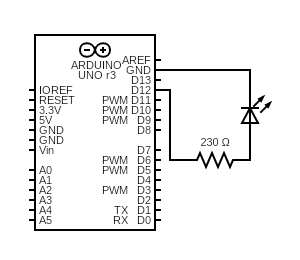 ARDUINO
UNO r3
AREF
GND
D13
IOREF D12
RESET PWM D11
3.3V PWM D10
5V PWM D9
GND D8
GND
Vin D7
PWM D6
A0 PWM D5
A1 D4
A2 PWM D3
A3 D2
A4 TX D1
A5 RX D0
230 Ω